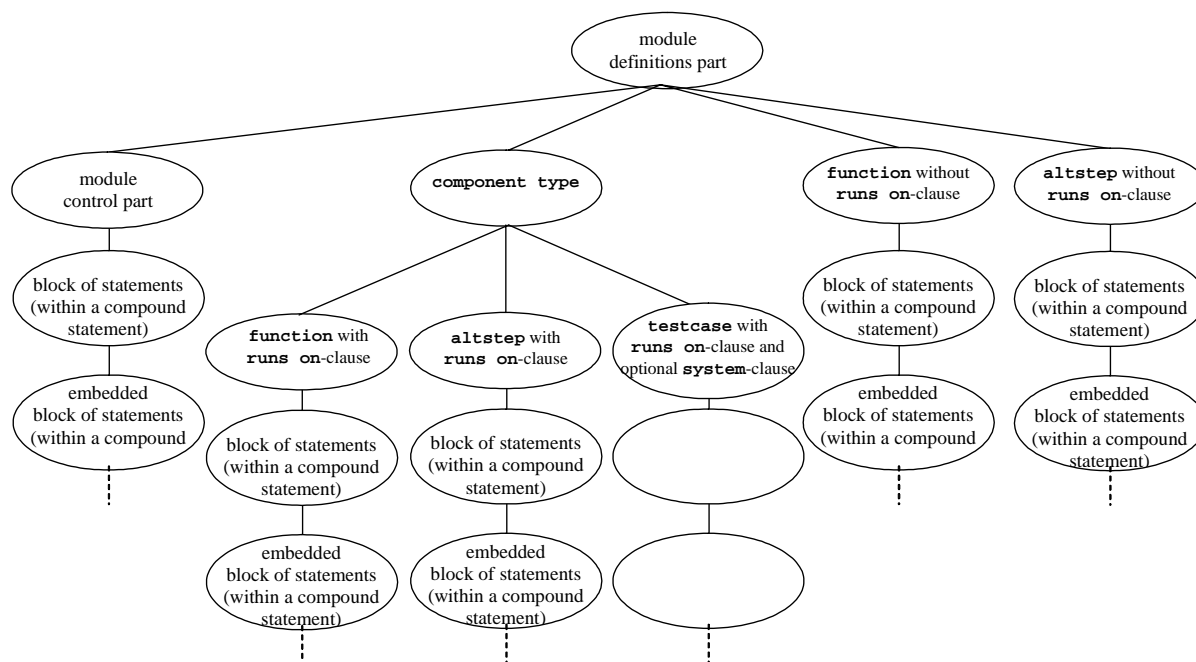 module
definitions part
module
control part
component type
function without
runs on-clause
altstep without
runs on-clause
block of statements
(within a compound
statement)
block of statements
(within a compound
statement)
block of statements
(within a compound
statement)
function with
runs on-clause
altstep with
runs on-clause
testcase with
runs on-clause and
optional system-clause
embedded
block of statements
(within a compound
embedded
block of statements
(within a compound
embedded
block of statements
(within a compound
statement)
block of statements
(within a compound
statement)
block of statements
(within a compound
statement)
embedded
block of statements
(within a compound
statement)
embedded
block of statements
(within a compound
statement)